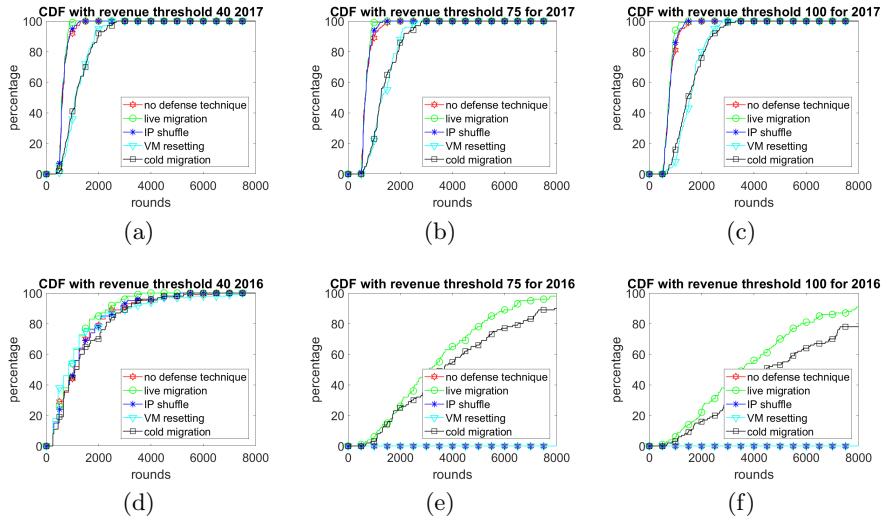 CDF with revenue threshold 40 2017
percentage
100
80
60
40
20
0
no defense technique
live migration
IP shuffle
VM resetting
cold migration
0 2000 4000 6000 8000
rounds
(a)
CDF with revenue threshold 75 for 2017
percentage
100
80
60
40
20
0
no defense technique
live migration
IP shuffle
VM resetting
cold migration
0 2000 4000 6000 8000
rounds
(b)
CDF with revenue threshold 100 for 2017
percentage
100
80
60
40
20
0
no defense technique
live migration
IP shuffle
VM resetting
cold migration
0 2000 4000 6000 8000
rounds
(c)
CDF with revenue threshold 40 2016
percentage
100
80
60
40
20
0
no defense technique
live migration
IP shuffle
VM resetting
cold migration
0 2000 4000 6000 8000
rounds
(d)
CDF with revenue threshold 75 for 2016
percentage
100
80
60
40
20
0
no defense technique
live migration
IP shuffle
VM resetting
cold migration
0 2000 4000 6000 8000
rounds
(e)
CDF with revenue threshold 100 for 2016
percentage
100
80
60
40
20
0
no defense technique
live migration
IP shuffle
VM resetting
cold migration
0 2000 4000 6000 8000
rounds
(f)